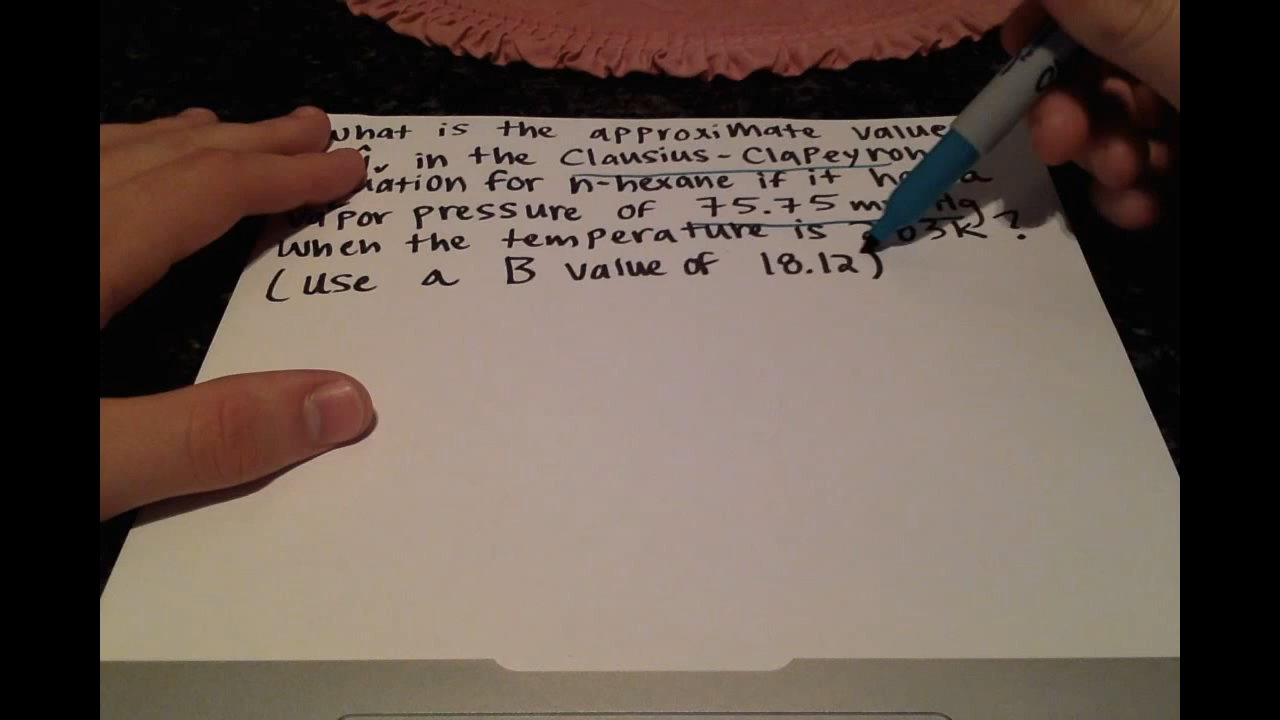 what is the approximate value
in the Clausius-Clapeyron
for n-hexane if it
vapor pressure of 75.75
when the temperature is
(use a B value of 18.12)